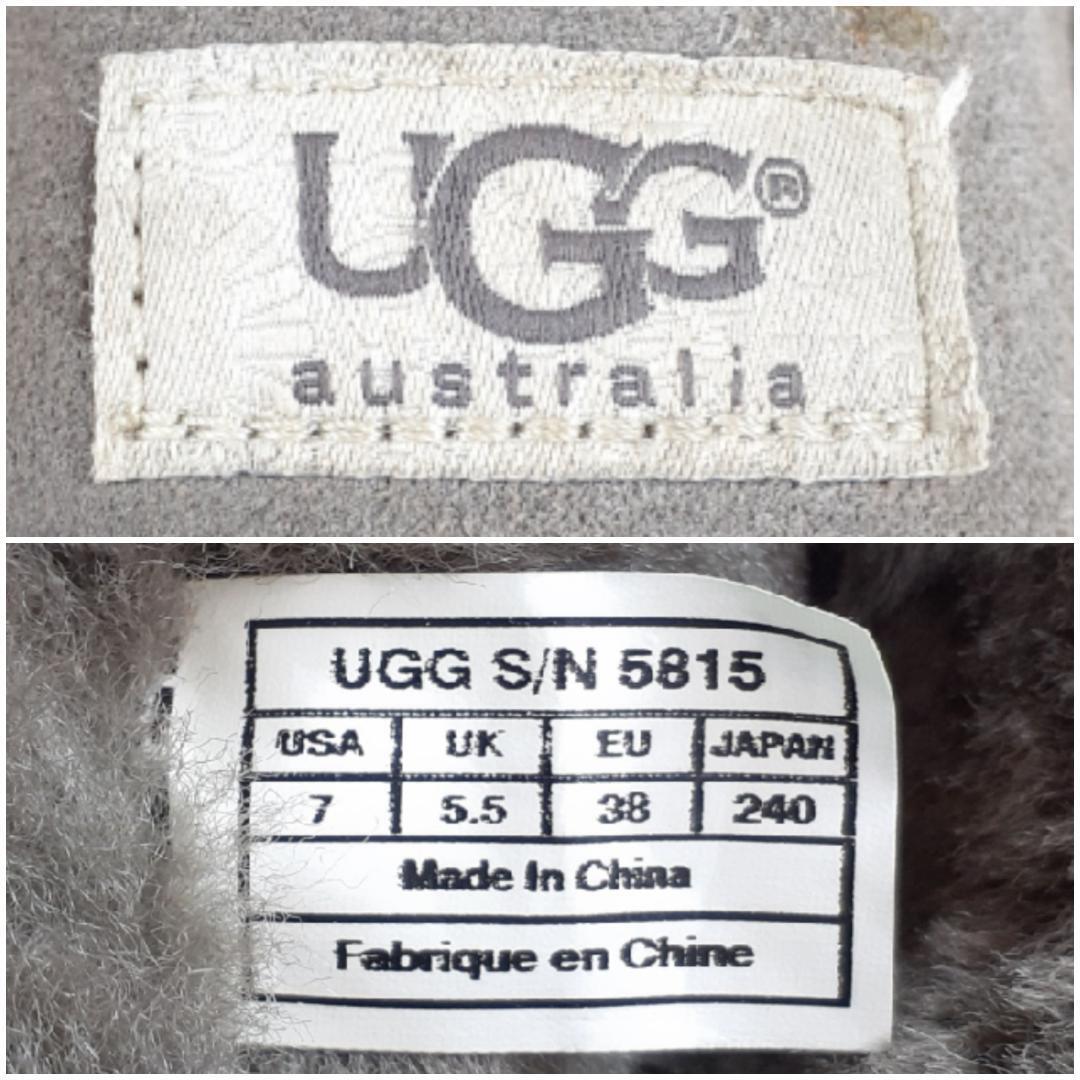 UGG®
australia
UGG S/N 5815
USA UK EU JAPAN
7 5.5 38 240
Made In China
Fabrique en Chine